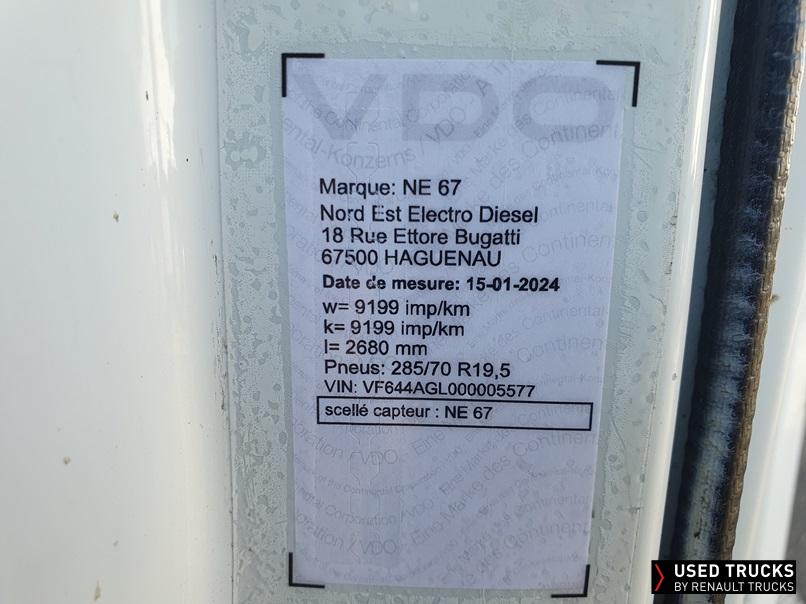 VDO
Marque: NE 67
Nord Est Electro Diesel
18 Rue Ettore Bugatti
67500 HAGUENAU
Date de mesure: 15-01-2024
w= 9199 imp/km
k= 9199 imp/km
l= 2680 mm
Pneus: 285/70 R19,5
VIN: VF644AGL000005577
scellé capteur : NE 67
USED TRUCKS
BY RENAULT TRUCKS